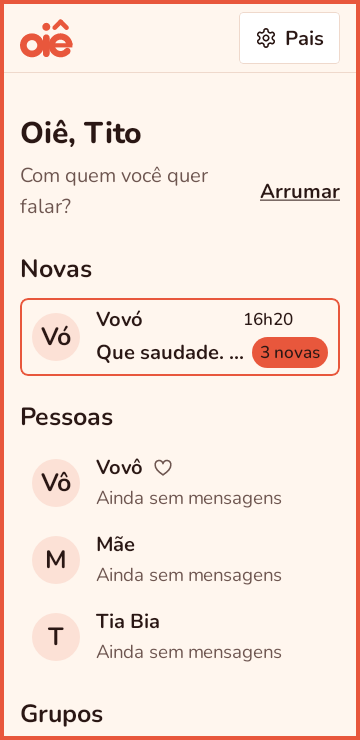 oiê
Pais
Oiê, Tito
Com quem você quer
falar?
Arrumar
Novas
Vó
Vovó
16h20
Que saudade. ...
3 novas
Pessoas
Vô
Vovô
Ainda sem mensagens
M
Mãe
Ainda sem mensagens
T
Tia Bia
Ainda sem mensagens
Grupos